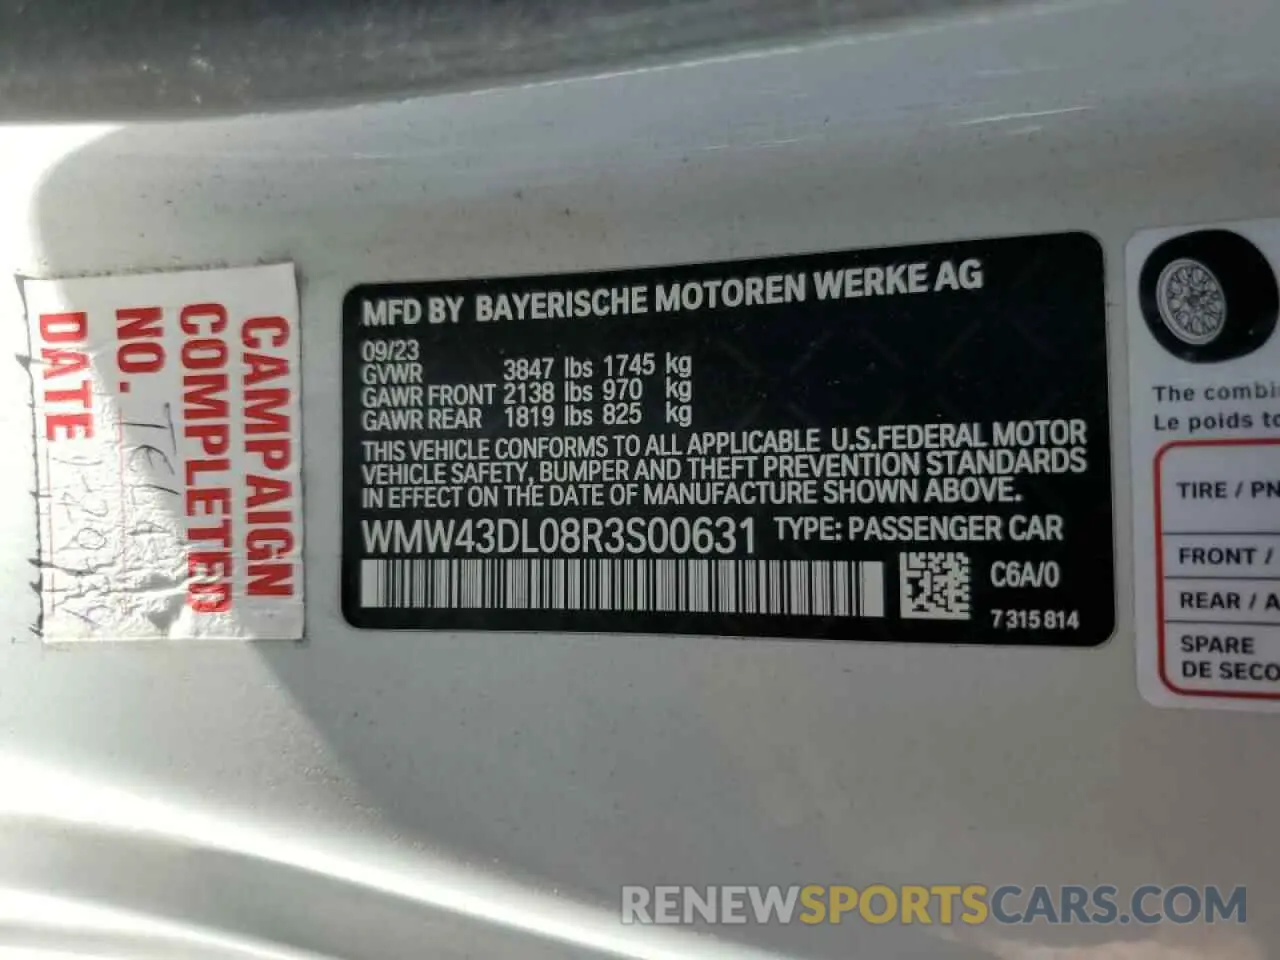 MFD BY BAYERISCHE MOTOREN WERKE AG
09/23
GVWR 3847 lbs 1745 kg
GAWR FRONT 2138 lbs 970 kg
GAWR REAR 1819 lbs 825 kg
THIS VEHICLE CONFORMS TO ALL APPLICABLE U.S.FEDERAL MOTOR
VEHICLE SAFETY, BUMPER AND THEFT PREVENTION STANDARDS
IN EFFECT ON THE DATE OF MANUFACTURE SHOWN ABOVE.
WMW43DL08R3S00631 TYPE: PASSENGER CAR
C6A/0
7 315 814
CAMPAIGN
COMPLETED
NO.
DATE
The combi
Le poids to
TIRE / PN
FRONT /
REAR / A
SPARE
DE SECO
RENEWSPORTSCARS.COM